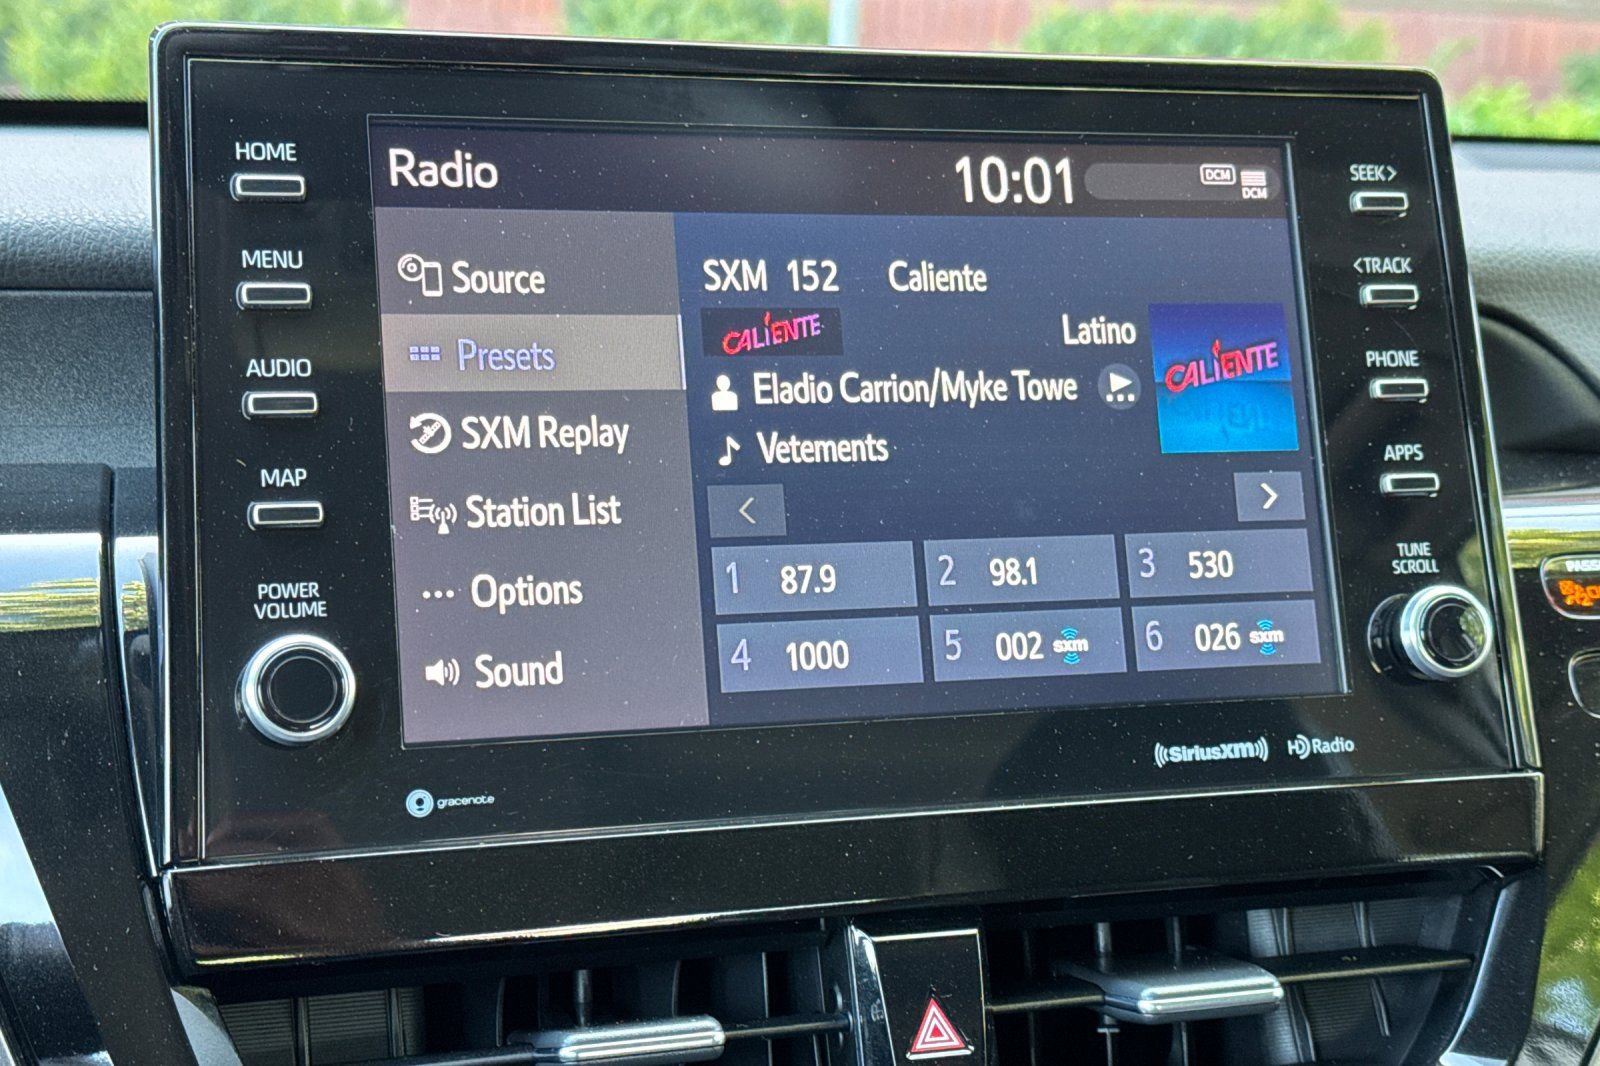 HOME
MENU
AUDIO
MAP
POWER
VOLUME
Radio
10:01
DCM
DCM
Source
Presets
SXM Replay
Station List
Options
Sound
SXM 152 Caliente
CALIENTE
Latino
CALIENTE
Eladio Carrion/Myke Towe
Vetements
1 87.9
2 98.1
3 530
4 1000
5 002 sxm
6 026 sxm
SEEK>
<TRACK
PHONE
APPS
TUNE
SCROLL
gracenote
((SiriusXM))
HD Radio